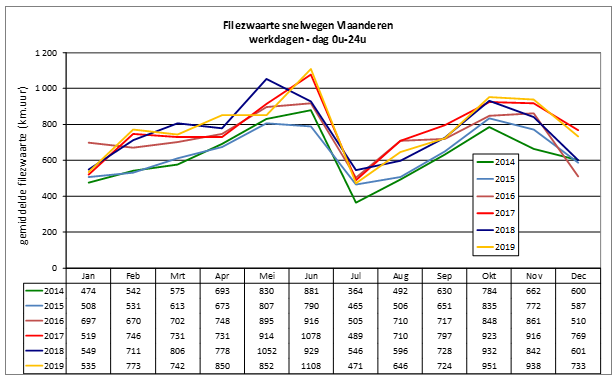 Filezwaarte snelwegen Vlaanderen
werkdagen - dag 0u-24u
gemiddelde filezwaarte (km.uur)
1 200
1 000
800
600
400
200
0
2014
2015
2016
2017
2018
2019
Jan Feb Mrt Apr Mei Jun Jul Aug Sep Okt Nov Dec
2014 474 542 575 693 830 881 364 492 630 784 662 600
2015 508 531 613 673 807 790 465 506 651 835 772 587
2016 697 670 702 748 895 916 505 710 717 848 861 510
2017 519 746 731 731 914 1078 489 710 797 923 916 769
2018 549 711 806 778 1052 929 546 596 728 932 842 601
2019 535 773 742 850 852 1108 471 646 724 951 938 733